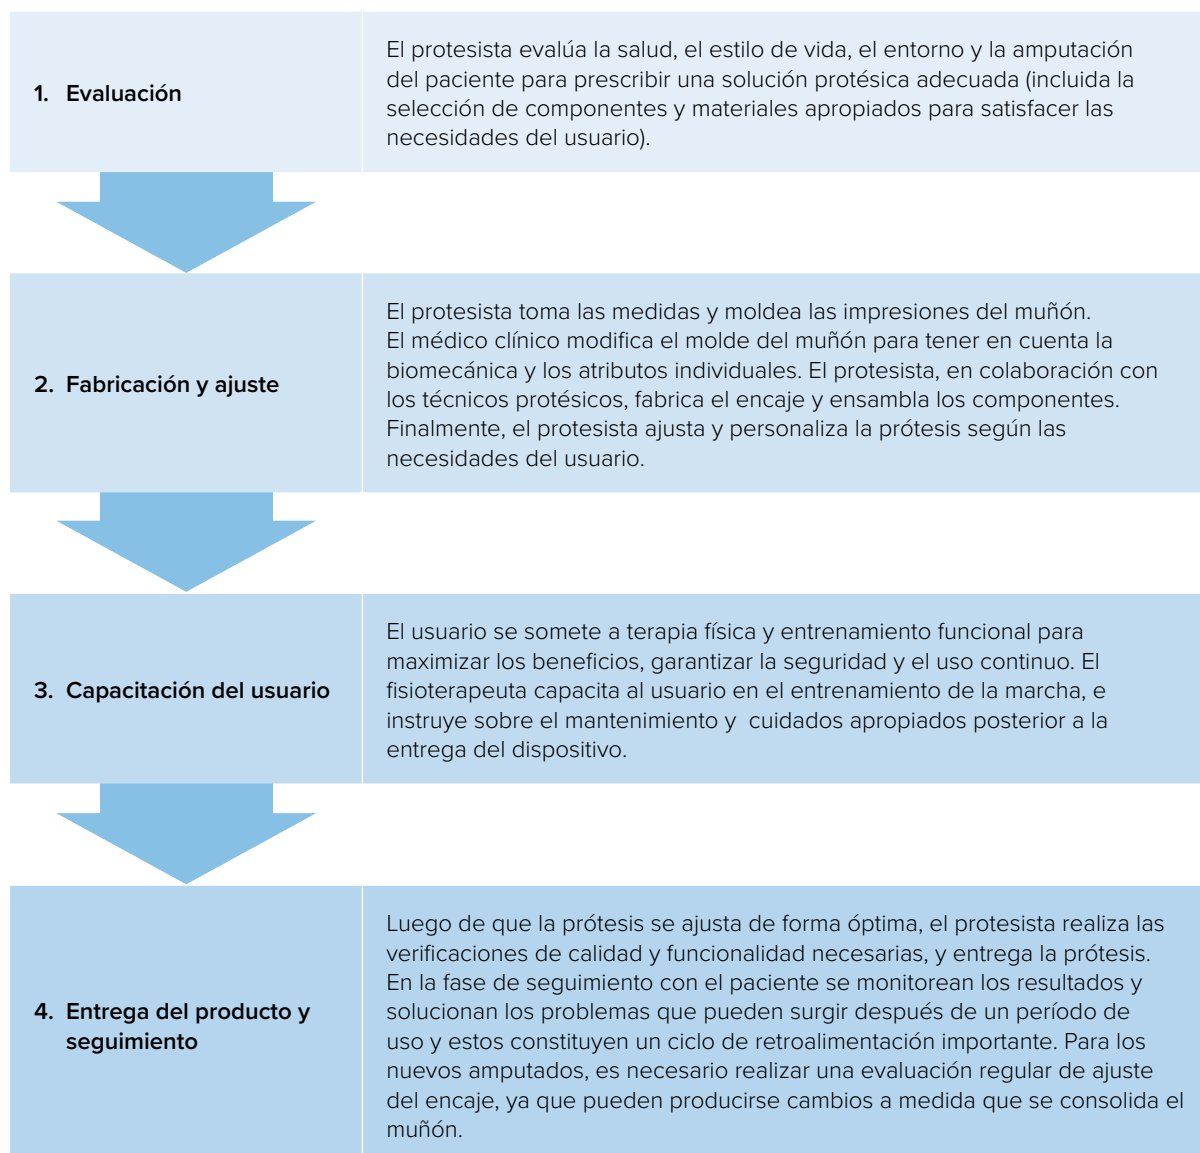 1. Evaluación
El protesista evalúa la salud, el estilo de vida, el entorno y la amputación
del paciente para prescribir una solución protésica adecuada (incluida la
selección de componentes y materiales apropiados para satisfacer las
necesidades del usuario).
2. Fabricación y ajuste
El protesista toma las medidas y moldea las impresiones del muñón.
El médico clínico modifica el molde del muñón para tener en cuenta la
biomecánica y los atributos individuales. El protesista, en colaboración con
los técnicos protésicos, fabrica el encaje y ensambla los componentes.
Finalmente, el protesista ajusta y personaliza la prótesis según las
necesidades del usuario.
3. Capacitación del usuario
El usuario se somete a terapia física y entrenamiento funcional para
maximizar los beneficios, garantizar la seguridad y el uso continuo. El
fisioterapeuta capacita al usuario en el entrenamiento de la marcha, e
instruye sobre el mantenimiento y cuidados apropiados posterior a la
entrega del dispositivo.
4. Entrega del producto y
seguimiento
Luego de que la prótesis se ajusta de forma óptima, el protesista realiza las
verificaciones de calidad y funcionalidad necesarias, y entrega la prótesis.
En la fase de seguimiento con el paciente se monitorean los resultados y
solucionan los problemas que pueden surgir después de un período de
uso y estos constituyen un ciclo de retroalimentación importante. Para los
nuevos amputados, es necesario realizar una evaluación regular de ajuste
del encaje, ya que pueden producirse cambios a medida que se consolida el
muñón.